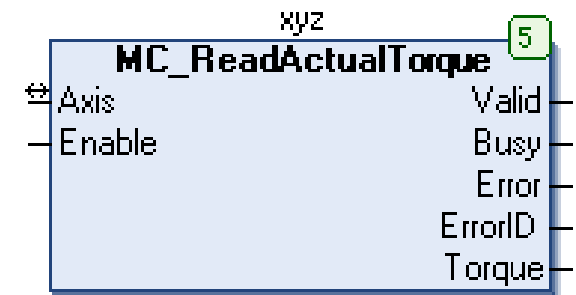 xyz
5
MC_ReadActualTorque
Axis Valid
Enable Busy
Error
ErrorID
Torque